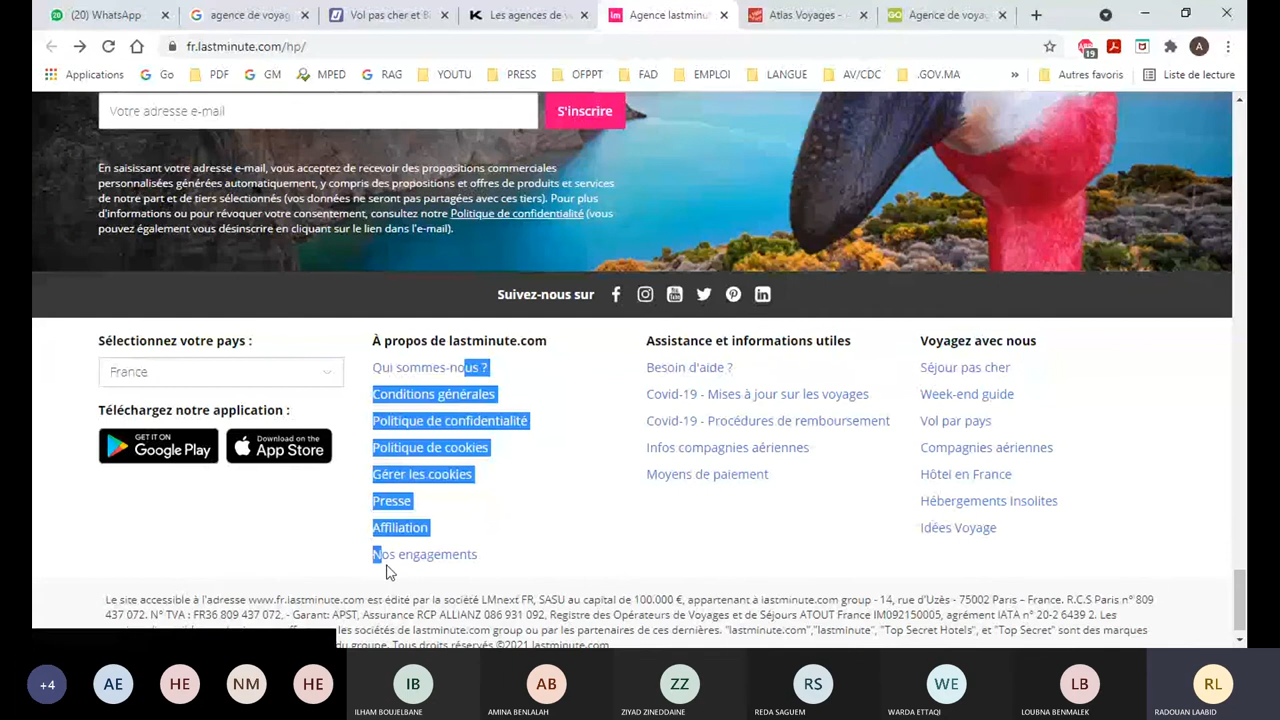 (20) WhatsApp
agence de voyag
Vol pas cher et B
Les agences de v
Agence lastminute
Atlas Voyages -
Agence de voya
fr.lastminute.com/hp/
19
A
Applications
Go
PDF
GM
MPED
RAG
YOUTU
PRESS
OFPPT
FAD
EMPLOI
LANGUE
AV/CDC
.GOV.MA
»
Autres favoris
Liste de lecture
Votre adresse e-mail
S'inscrire
En saisissant votre adresse e-mail, vous acceptez de recevoir des propositions commerciales
personnalisées générées automatiquement, y compris des propositions et offres de produits et services
de notre part et de tiers sélectionnés (vos données ne seront pas partagées avec ces tiers). Pour plus
d'informations ou pour révoquer votre consentement, consultez notre Politique de confidentialité (vous
pouvez également vous désinscrire en cliquant sur le lien dans l'e-mail).
Suivez-nous sur
Sélectionnez votre pays :
France
Téléchargez notre application :
GET IT ON
Google Play
Download on the
App Store
À propos de lastminute.com
Qui sommes-nous ?
Conditions générales
Politique de confidentialité
Politique de cookies
Gérer les cookies
Presse
Affiliation
Nos engagements
Assistance et informations utiles
Besoin d'aide ?
Covid-19 - Mises à jour sur les voyages
Covid-19 - Procédures de remboursement
Infos compagnies aériennes
Moyens de paiement
Voyagez avec nous
Séjour pas cher
Week-end guide
Vol par pays
Compagnies aériennes
Hôtel en France
Hébergements Insolites
Idées Voyage
Le site accessible à l'adresse www.fr.lastminute.com est édité par la société LMnext FR, SASU au capital de 100.000 €, appartenant à lastminute.com group - 14, rue d'Uzès - 75002 Paris – France. R.C.S Paris n° 809
437 072. N° TVA : FR36 809 437 072, - Garant: APST, Assurance RCP ALLIANZ 086 931 092, Registre des Opérateurs de Voyages et de Séjours ATOUT France IM092150005, agrément IATA n° 20-2 6439 2. Les
les sociétés de lastminute.com group ou par les partenaires de ces dernières. "lastminute.com","lastminute", "Top Secret Hotels", et "Top Secret" sont des marques
du groupe. Tous droits réservés ©2021 lastminute.com
+4
AE
HE
NM
HE
IB
ILHAM BOUJELBANE
AB
AMINA BENLALAH
ZZ
ZIYAD ZINEDDAINE
RS
REDA SAGUEM
WE
WARDA ETTAQI
LB
LOUBNA BENMALEK
RL
RADOUAN LAABID